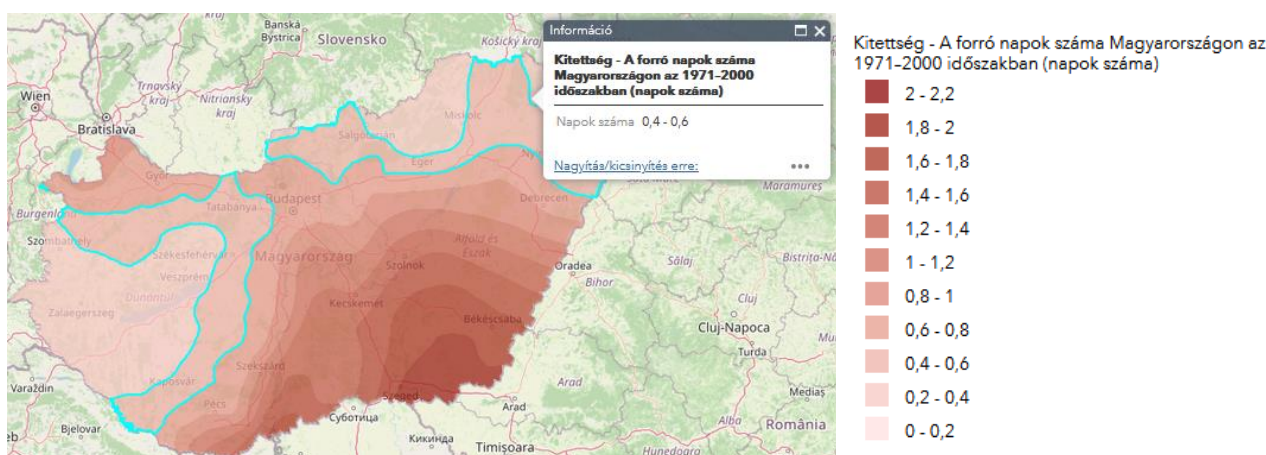 kraj
Banská
Bystrica
Slovensko
Košický kraj
Trnavský
kraj
Nitriansky
kraj
Wien
Bratislava
Miskolc
Salgótarján
Eger
Győr
Tatabánya
Budapest
Debrecen
Maramureș
Burgenland
Szombathely
Székesfehérvár
Magyarország
Alföld és
Észak
Szolnok
Veszprém
Dunántúl
Zalaegerszeg
Kecskemét
Békéscsaba
Oradea
Bihor
Sălaj
Cluj
Cluj-Napoca
Turda
Szekszárd
Kaposvár
Pécs
Szeged
Varaždin
Bjelovar
Суботица
Кикинда
Timișoara
Arad
Arad
Alba
Mediaș
România
Hunedoara
Információ
Kitettség - A forró napok száma
Magyarországon az 1971-2000
időszakban (napok száma)
Napok száma 0,4 - 0,6
Nagyítás/kicsinyítés erre:
Kitettség - A forró napok száma Magyarországon az
1971-2000 időszakban (napok száma)
2 - 2,2
1,8 - 2
1,6 - 1,8
1,4 - 1,6
1,2 - 1,4
1 - 1,2
0,8 - 1
0,6 - 0,8
0,4 - 0,6
0,2 - 0,4
0 - 0,2